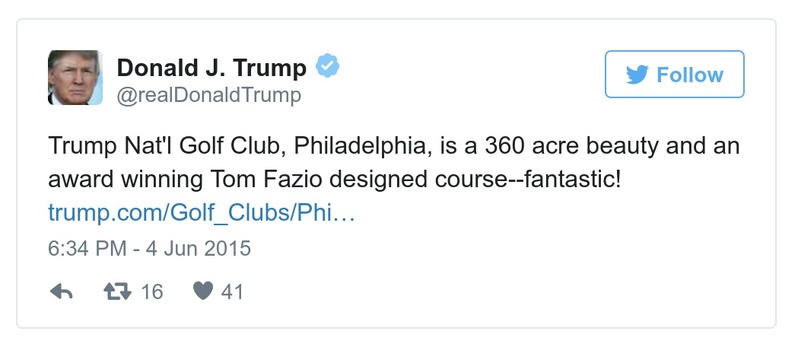 Donald J. Trump
@realDonaldTrump
Follow
Trump Nat'l Golf Club, Philadelphia, is a 360 acre beauty and an
award winning Tom Fazio designed course--fantastic!
trump.com/Golf_Clubs/Phi…
6:34 PM - 4 Jun 2015
16 41